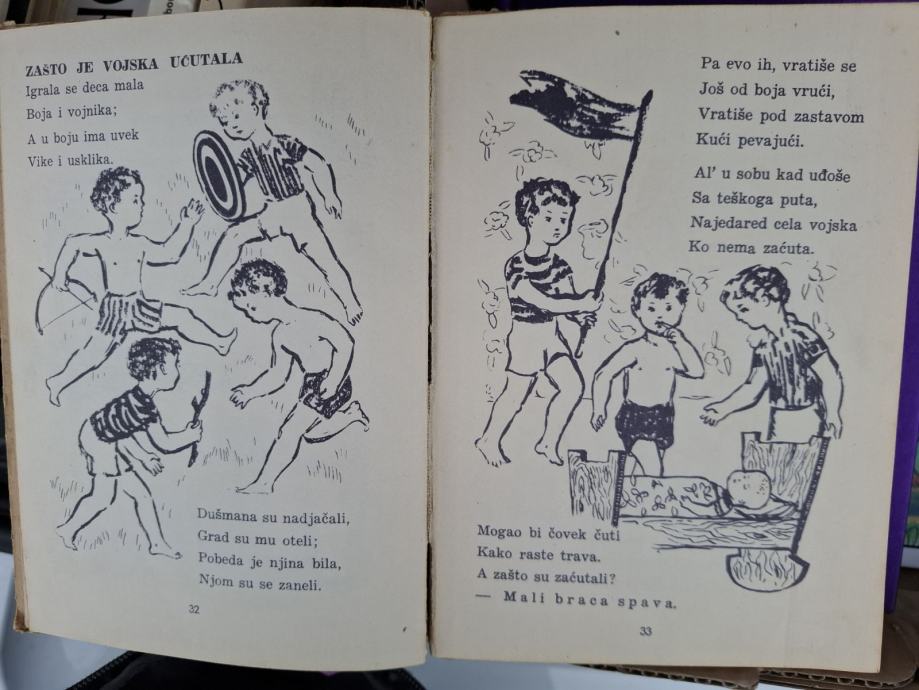 ZAŠTO JE VOJSKA UĆUTALA
Igrala se deca mala
Boja i vojnika;
A u boju ima uvek
Vike i usklika.
Dušmana su nadjačali,
Grad su mu oteli;
Pobeda je njina bila,
Njom su se zaneli.
32
Pa evo ih, vratiše se
Još od boja vrući,
Vratiše pod zastavom
Kući pevajući.
Al' u sobu kad uđoše
Sa teškoga puta,
Najedared cela vojska
Ko nema zaćuta.
Mogao bi čovek čuti
Kako raste trava.
A zašto su zaćutali?
— Mali braca spava.
33